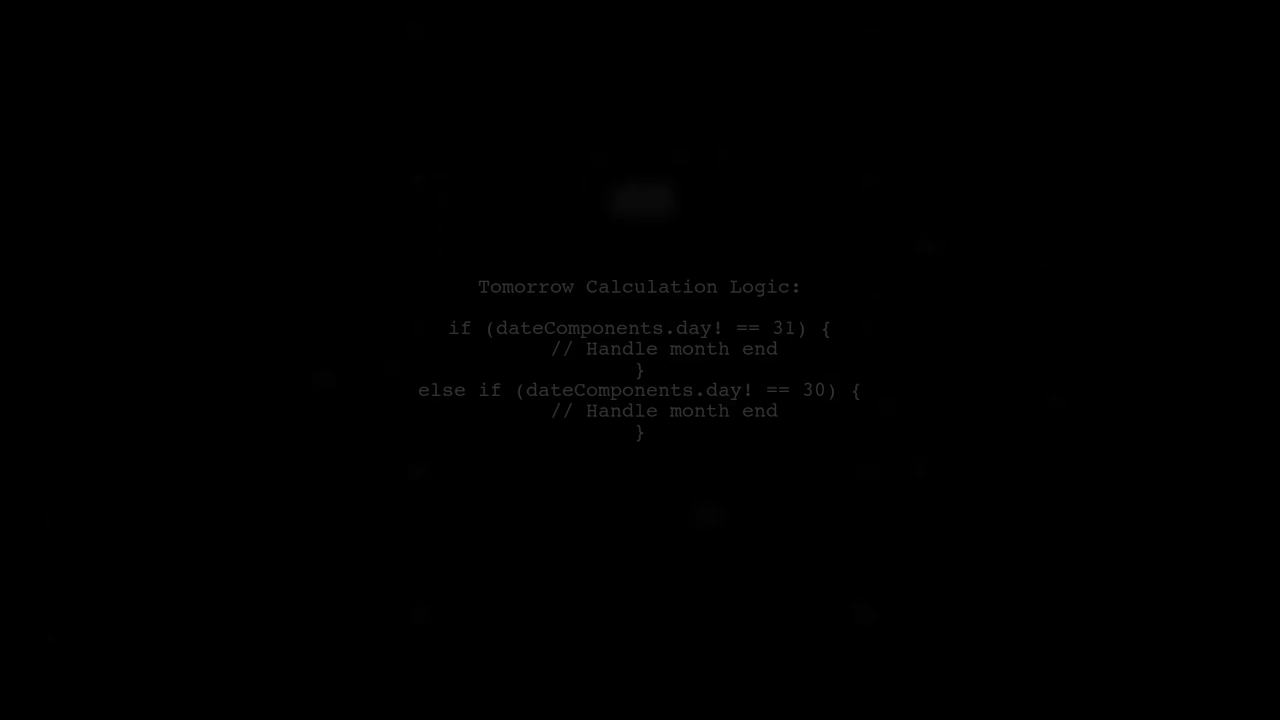 Tomorrow Calculation Logic:
if (dateComponents.day! == 31) {
// Handle month end
}
else if (dateComponents.day! == 30) {
// Handle month end
}